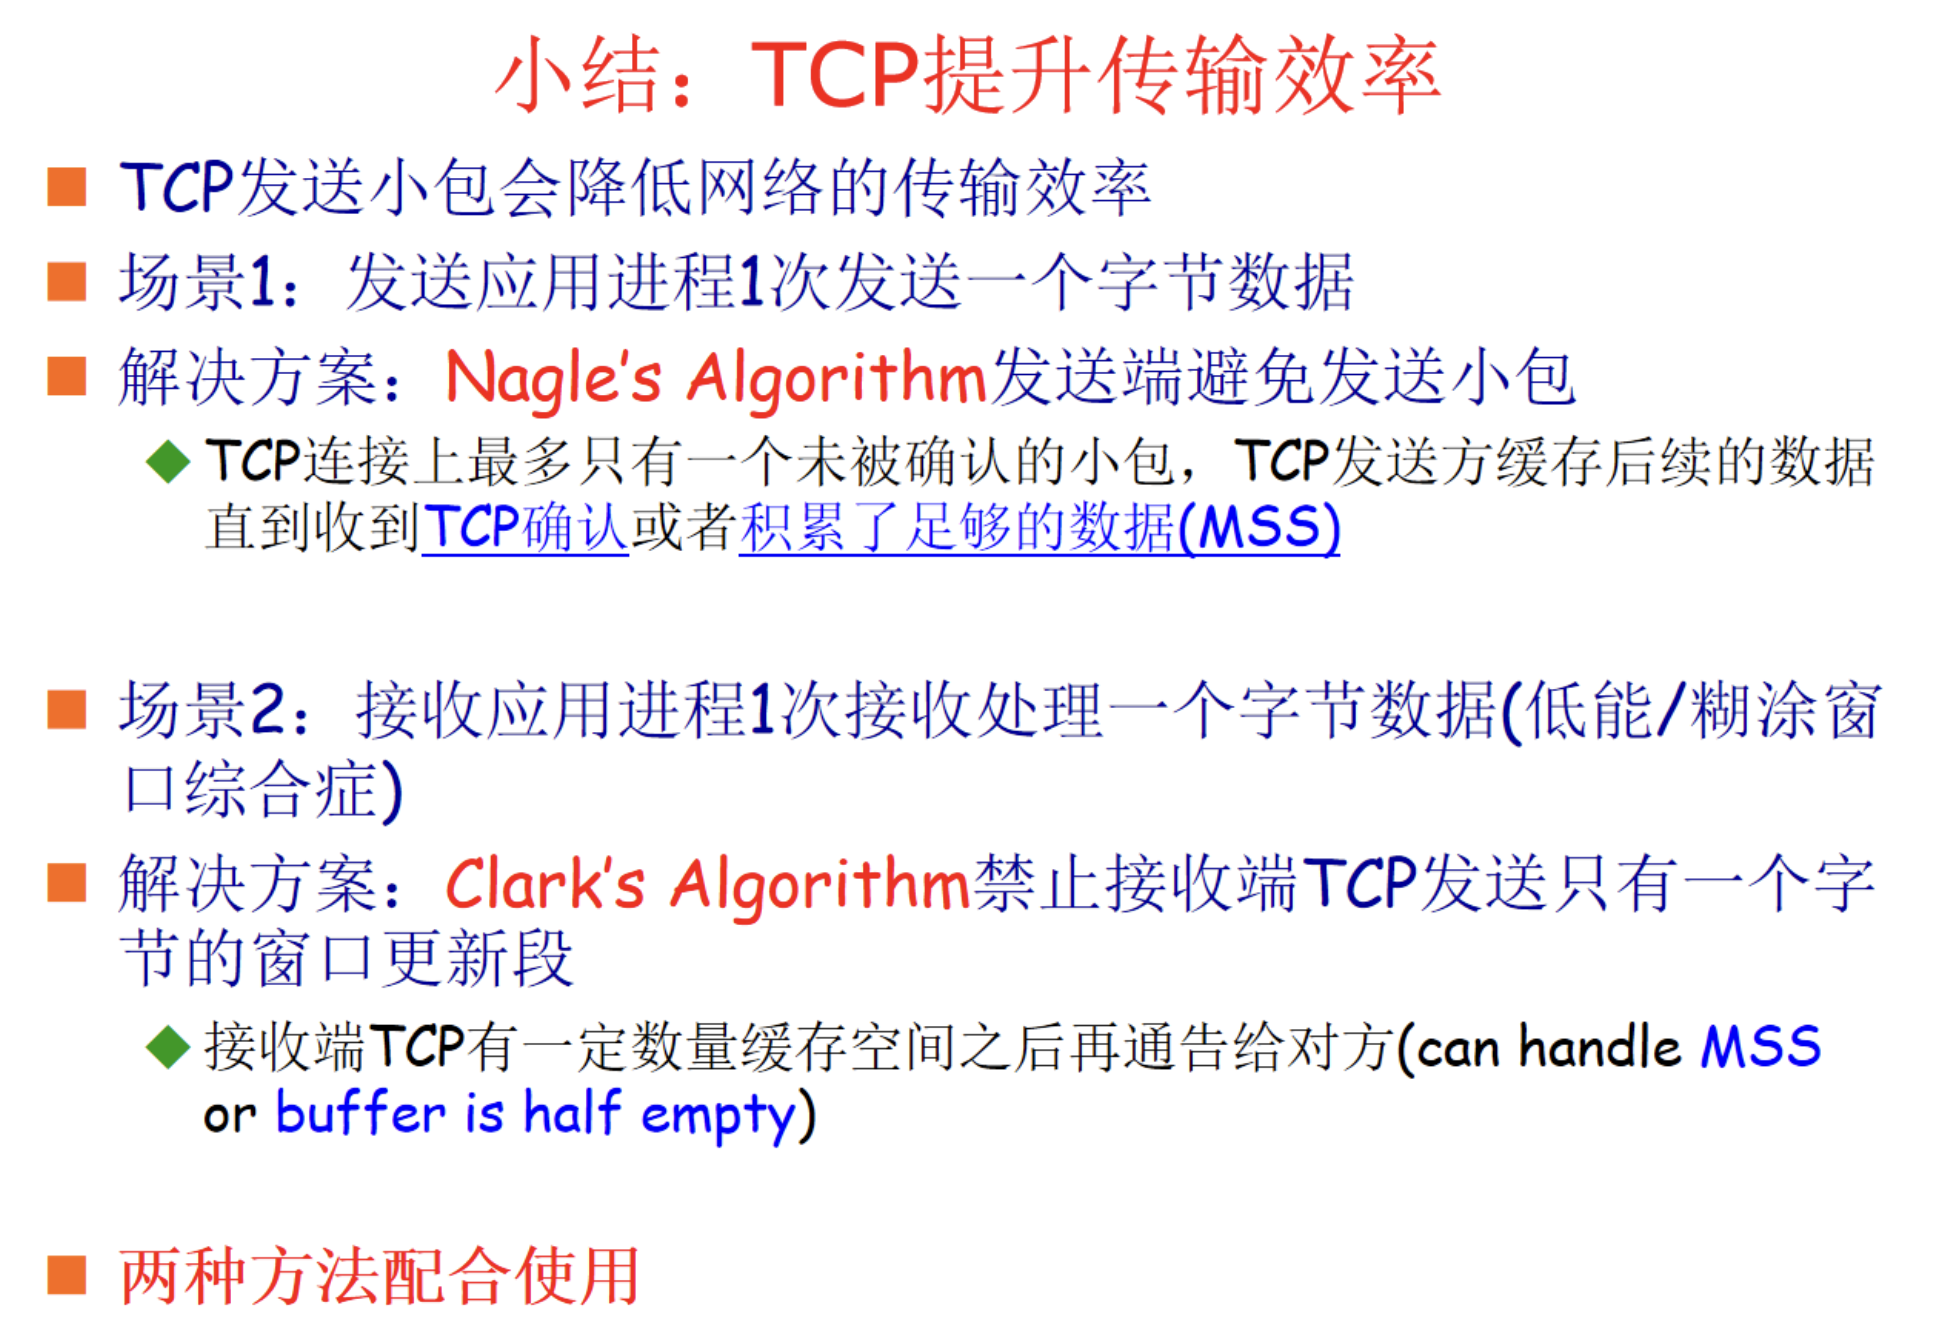 小结：TCP提升传输效率
TCP发送小包会降低网络的传输效率
场景1：发送应用进程1次发送一个字节数据
解决方案：Nagle's Algorithm发送端避免发送小包
TCP连接上最多只有一个未被确认的小包，TCP发送方缓存后续的数据
直到收到TCP确认或者积累了足够的数据(MSS)
场景2：接收应用进程1次接收处理一个字节数据(低能/糊涂窗
口综合症)
解决方案：Clark's Algorithm禁止接收端TCP发送只有一个字
节的窗口更新段
接收端TCP有一定数量缓存空间之后再通告给对方(can handle MSS
or buffer is half empty)
两种方法配合使用